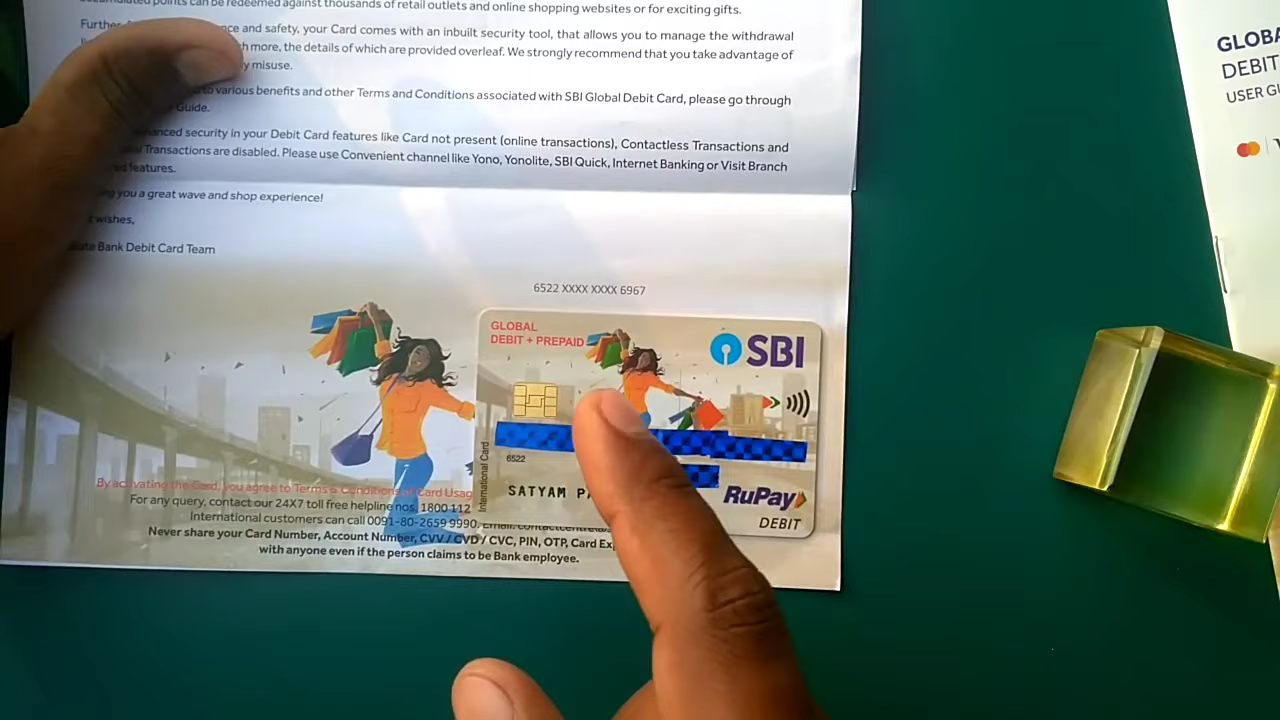 points can be redeemed against thousands of retail outlets and online shopping websites or for exciting gifts.
Further
ce and safety, your Card comes with an inbuilt security tool, that allows you to manage the withdrawal
more, the details of which are provided overleaf. We strongly recommend that you take advantage of
y misuse.
to various benefits and other Terms and Conditions associated with SBI Global Debit Card, please go through
Guide.
anced security in your Debit Card features like Card not present (online transactions), Contactless Transactions and
Transactions are disabled. Please use Convenient channel like Yono, Yonolite, SBI Quick, Internet Banking or Visit Branch
features.
you a great wave and shop experience!
wishes,
Bank Debit Card Team
6522 XXXX XXXX 6967
GLOBAL
DEBIT + PREPAID
SBI
International Card
6522
SATYAM P
RuPay
DEBIT
By activating the Card, you agree to Terms & Conditions of Card Usag
For any query, contact our 24X7 toll free helpline nos. 1800 112
International customers can call 0091-80-2659 9990,
Never share your Card Number, Account Number, CVV / CVD / CVC, PIN, OTP, Card Ex
with anyone even if the person claims to be Bank employee.
GLOBA
DEBIT
USER GU